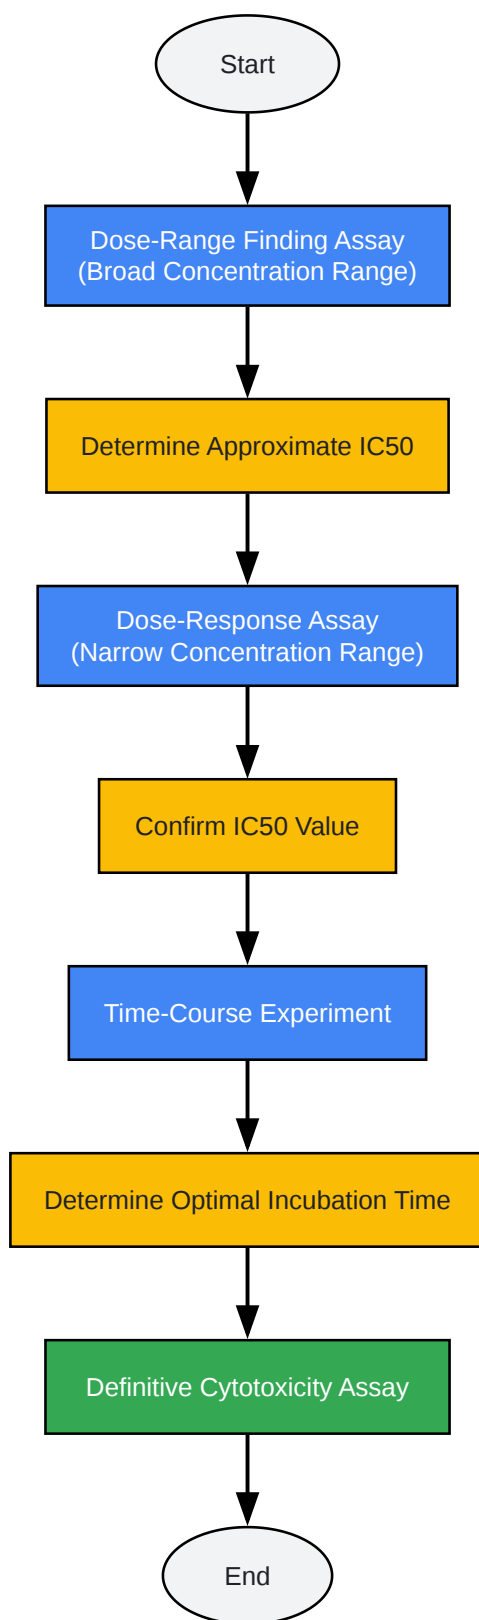 Start
Dose-Range Finding Assay
(Broad Concentration Range)
Determine Approximate IC50
Dose-Response Assay
(Narrow Concentration Range)
Confirm IC50 Value
Time-Course Experiment
Determine Optimal Incubation Time
Definitive Cytotoxicity Assay
End